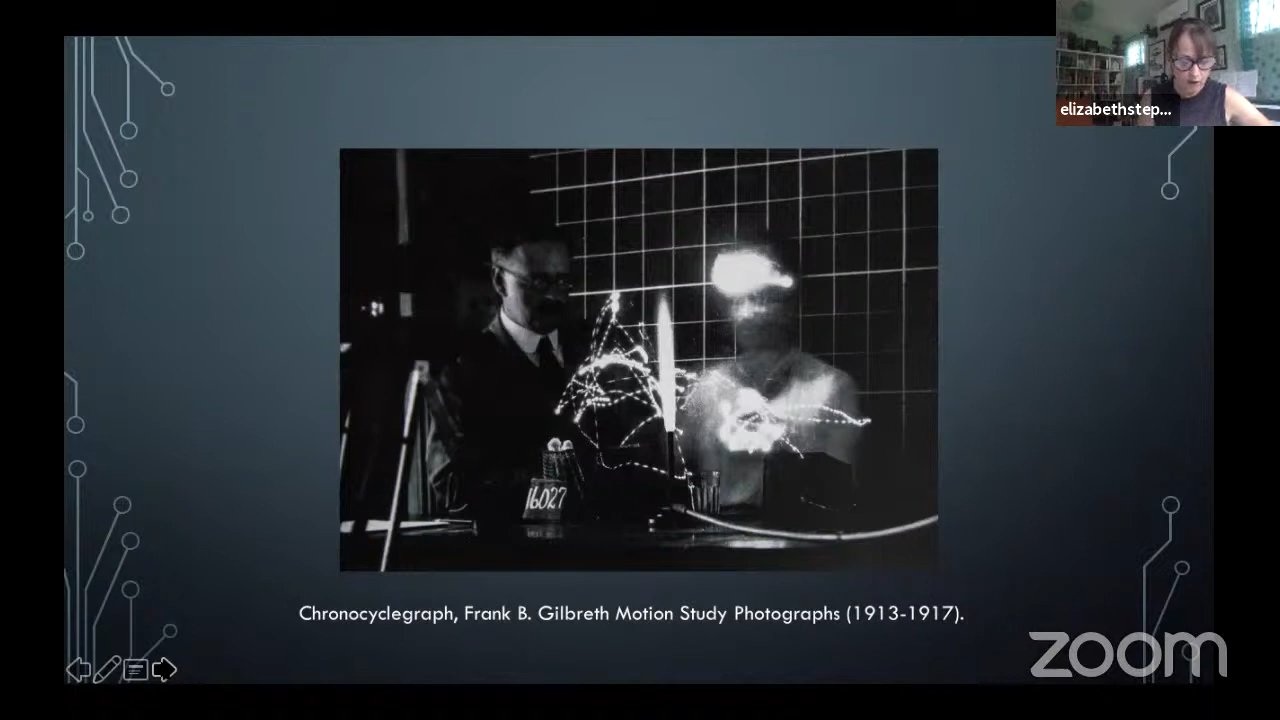 elizabethstep...
16027
Chronocyclegraph, Frank B. Gilbreth Motion Study Photographs (1913-1917).
zoom